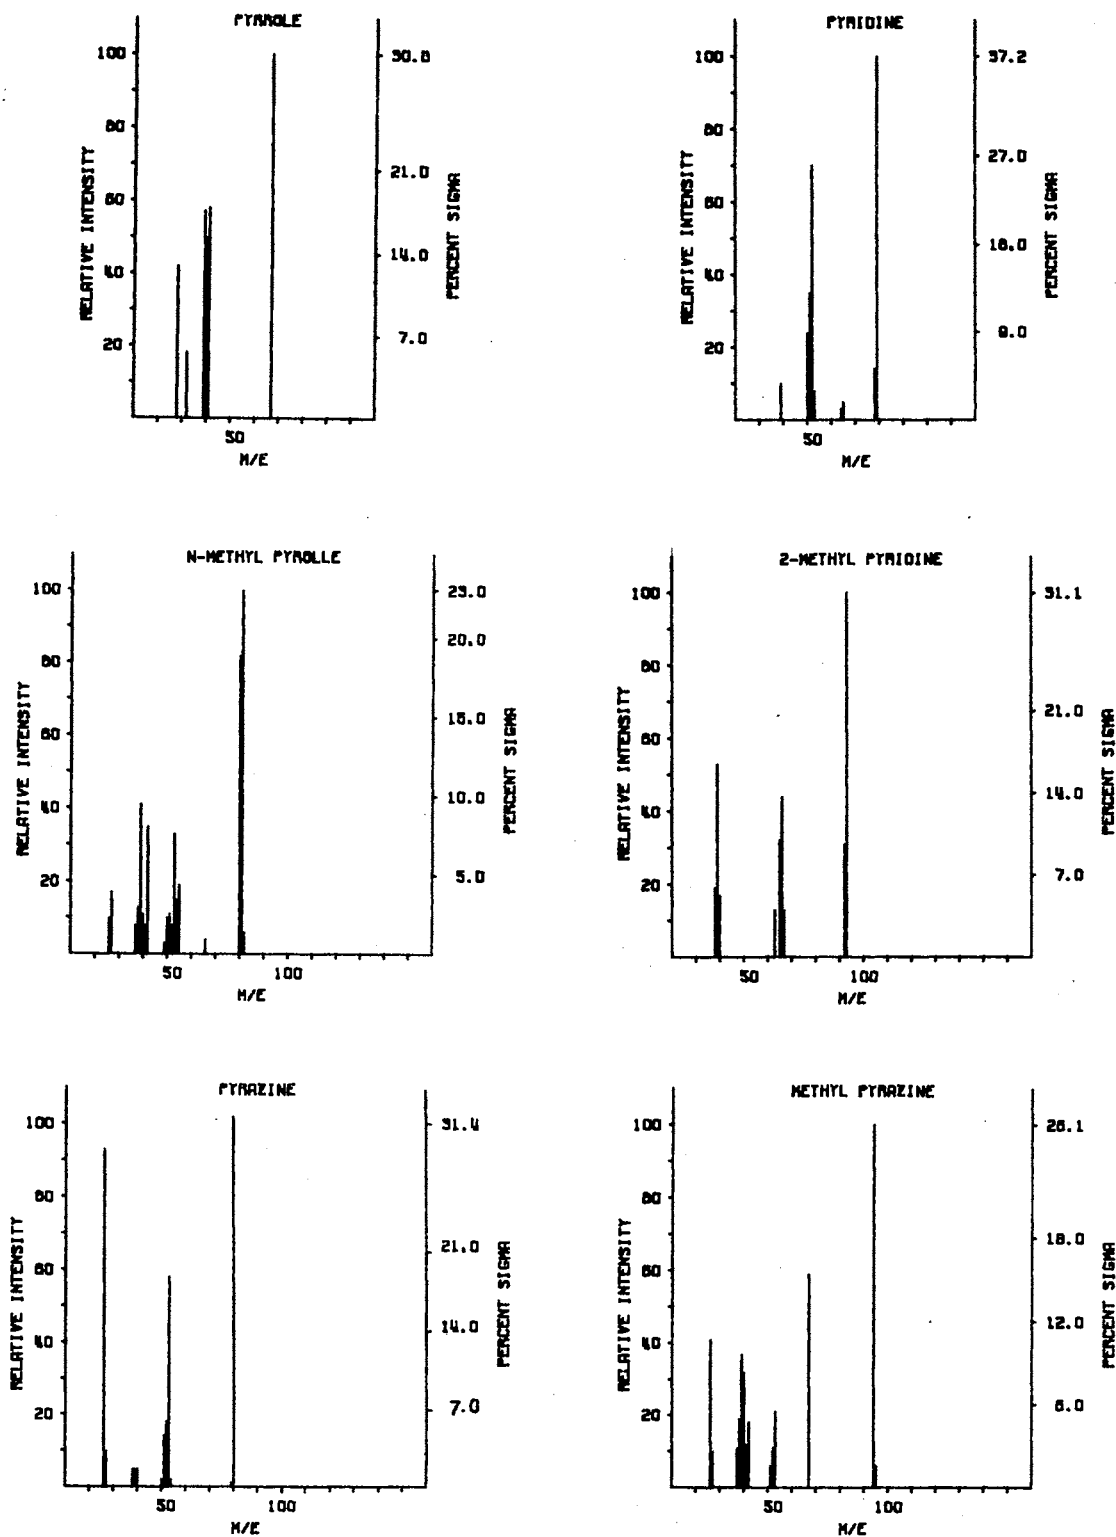 PYRROLE
100
80
60
40
20
RELATIVE INTENSITY
30.8
21.0
14.0
7.0
PERCENT SIGMA
50
M/E
PYRIDINE
100
80
60
40
20
RELATIVE INTENSITY
37.2
27.0
18.0
9.0
PERCENT SIGMA
50
M/E
N-METHYL PYROLLE
100
80
60
40
20
RELATIVE INTENSITY
23.0
20.0
15.0
10.0
5.0
PERCENT SIGMA
50 100
M/E
2-METHYL PYRIDINE
100
80
60
40
20
RELATIVE INTENSITY
31.1
21.0
14.0
7.0
PERCENT SIGMA
50 100
M/E
PYRAZINE
100
80
60
40
20
RELATIVE INTENSITY
31.4
21.0
14.0
7.0
PERCENT SIGMA
50 100
M/E
METHYL PYRAZINE
100
80
60
40
20
RELATIVE INTENSITY
26.1
18.0
12.0
6.0
PERCENT SIGMA
50 100
M/E